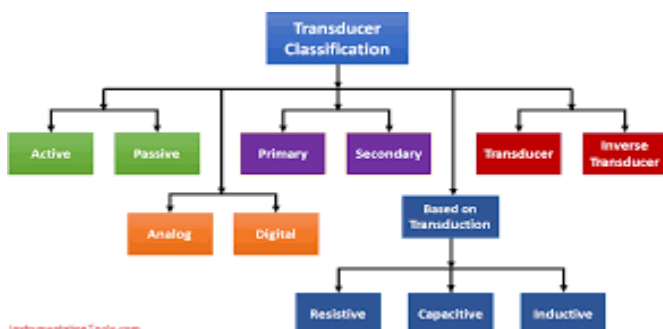 Transducer
Classification
Active
Passive
Primary
Secondary
Transducer
Inverse
Transducer
Analog
Digital
Based on
Transduction
Resistive
Capacitive
Inductive